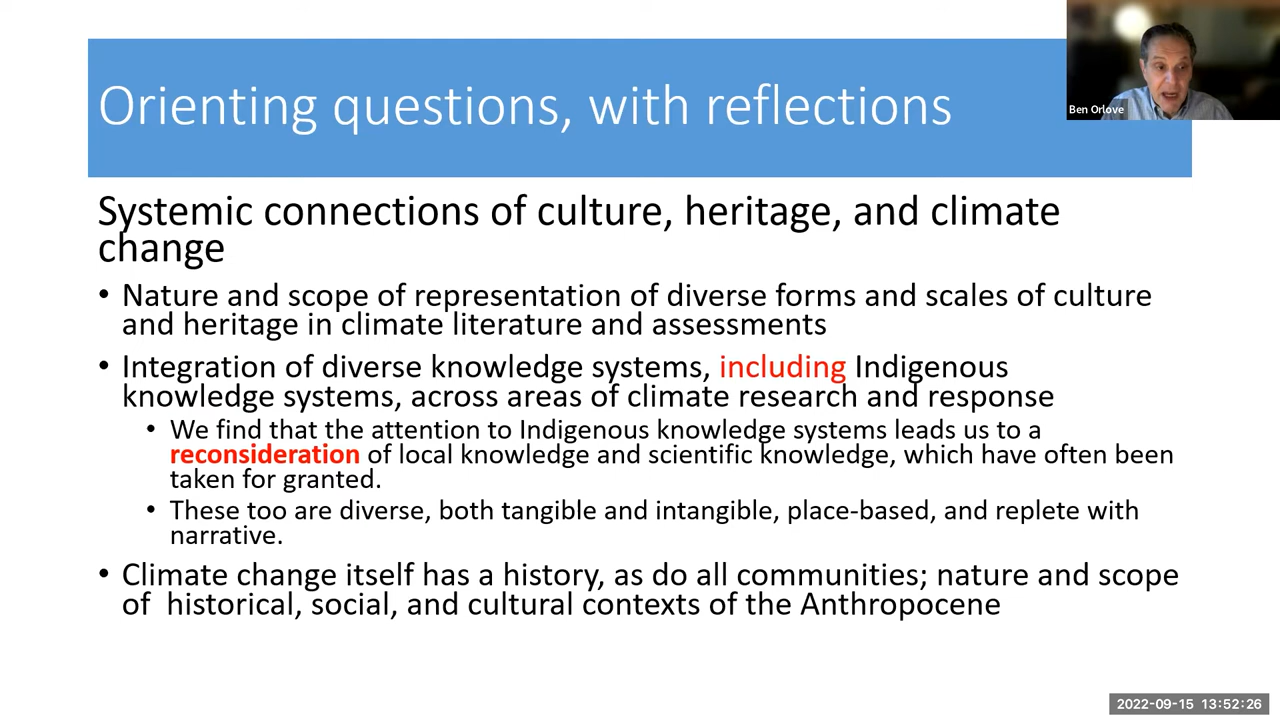 Orienting questions, with reflections
Ben Orlove
Systemic connections of culture, heritage, and climate
change
• Nature and scope of representation of diverse forms and scales of culture
and heritage in climate literature and assessments
• Integration of diverse knowledge systems, including Indigenous
knowledge systems, across areas of climate research and response
• We find that the attention to Indigenous knowledge systems leads us to a
reconsideration of local knowledge and scientific knowledge, which have often been
taken for granted.
• These too are diverse, both tangible and intangible, place-based, and replete with
narrative.
• Climate change itself has a history, as do all communities; nature and scope
of  historical, social, and cultural contexts of the Anthropocene
2022-09-15 13:52:26